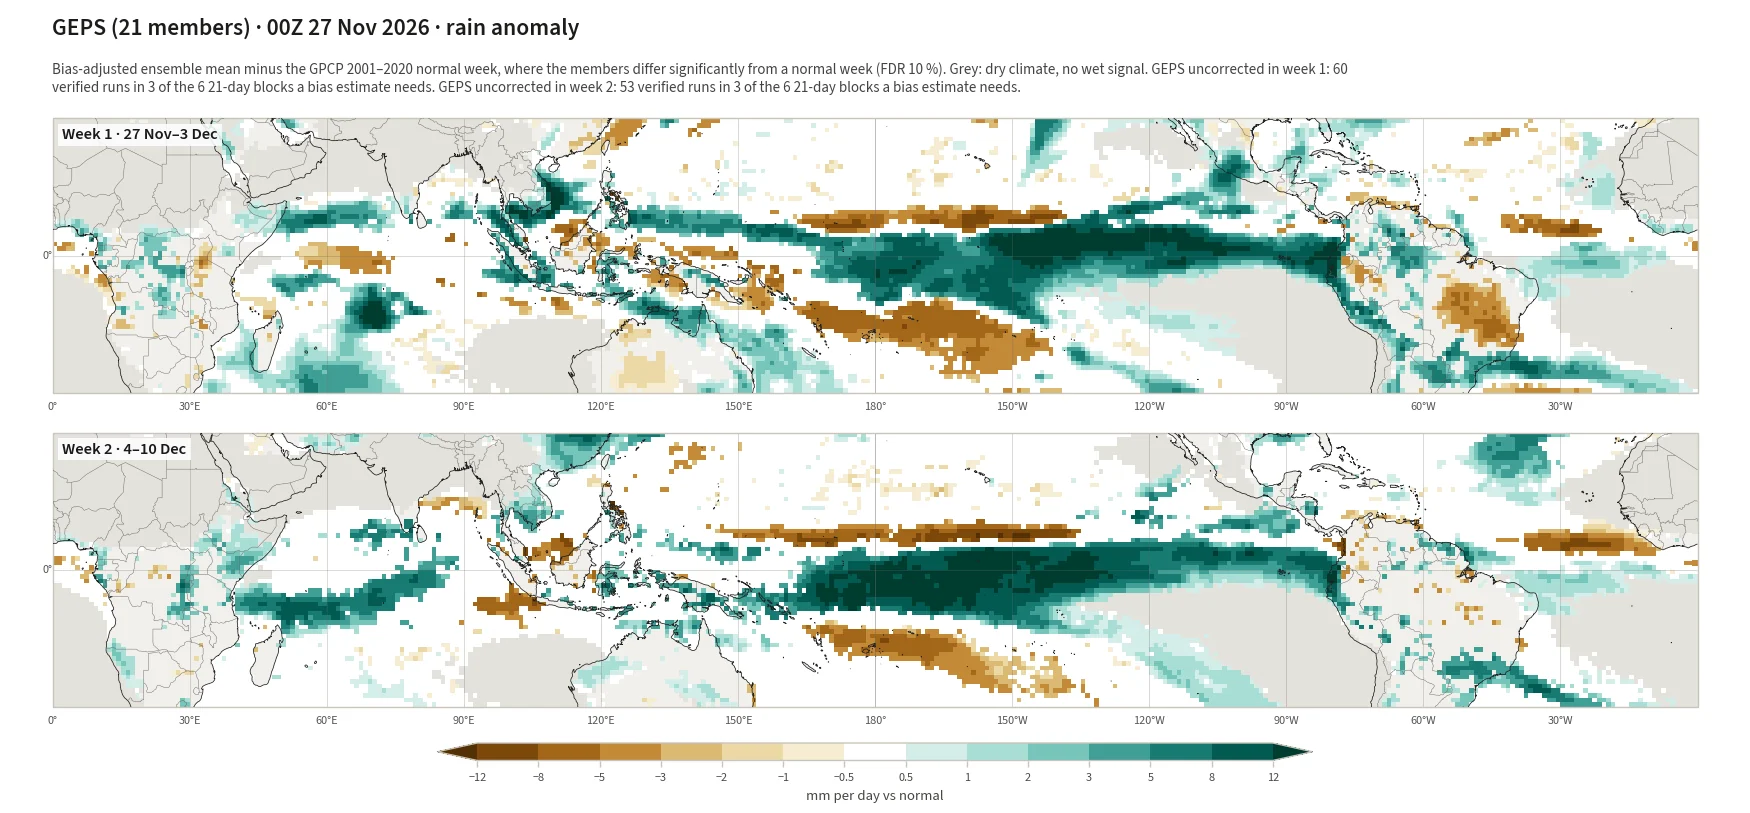 GEPS (21 members) · 00Z 27 Nov 2026 · rain anomaly
Bias-adjusted ensemble mean minus the GPCP 2001–2020 normal week, where the members differ significantly from a normal week (FDR 10 %). Grey: dry climate, no wet signal. GEPS uncorrected in week 1: 60
verified runs in 3 of the 6 21-day blocks a bias estimate needs. GEPS uncorrected in week 2: 53 verified runs in 3 of the 6 21-day blocks a bias estimate needs.
Week 1 · 27 Nov–3 Dec
0°
0° 30°E 60°E 90°E 120°E 150°E 180° 150°W 120°W 90°W 60°W 30°W
Week 2 · 4–10 Dec
0°
0° 30°E 60°E 90°E 120°E 150°E 180° 150°W 120°W 90°W 60°W 30°W
−12 −8 −5 −3 −2 −1 −0.5 0.5 1 2 3 5 8 12
mm per day vs normal